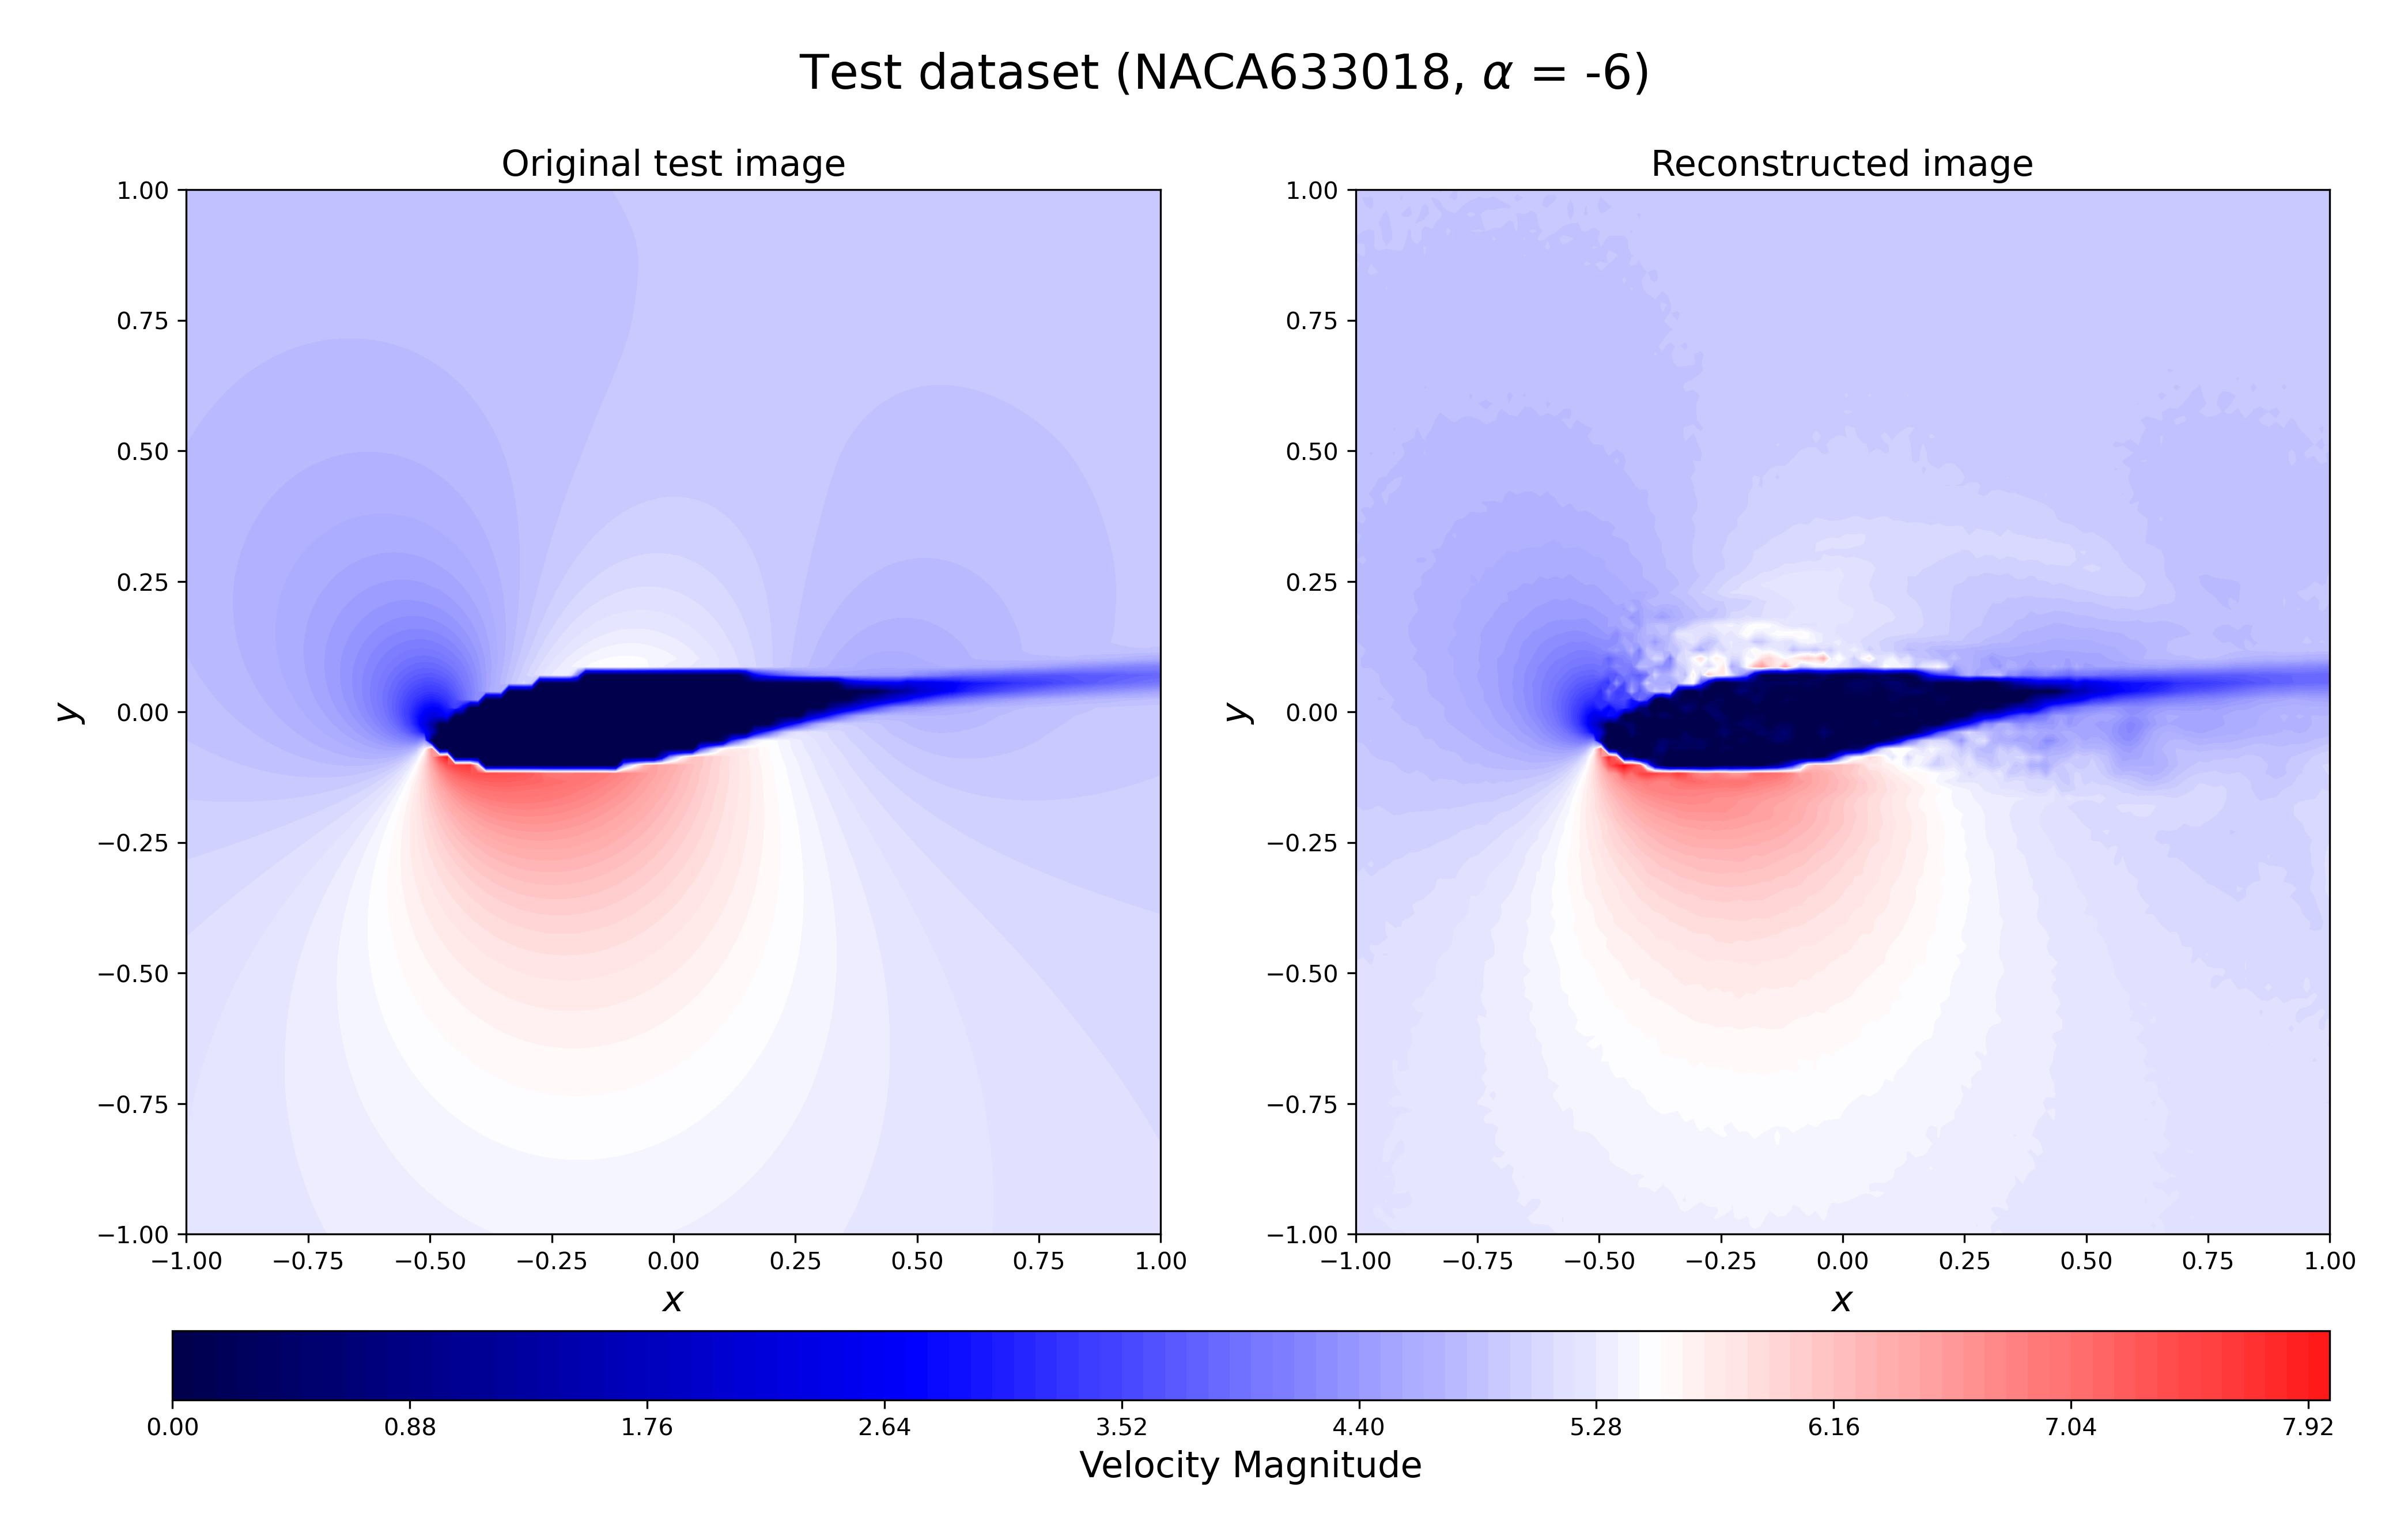 Test dataset (NACA633018, α = -6)
Original test image
1.00
0.75
0.50
0.25
0.00
−0.25
−0.50
−0.75
−1.00
y
−1.00 −0.75 −0.50 −0.25 0.00 0.25 0.50 0.75 1.00
x
Reconstructed image
1.00
0.75
0.50
0.25
0.00
−0.25
−0.50
−0.75
−1.00
y
−1.00 −0.75 −0.50 −0.25 0.00 0.25 0.50 0.75 1.00
x
0.00 0.88 1.76 2.64 3.52 4.40 5.28 6.16 7.04 7.92
Velocity Magnitude